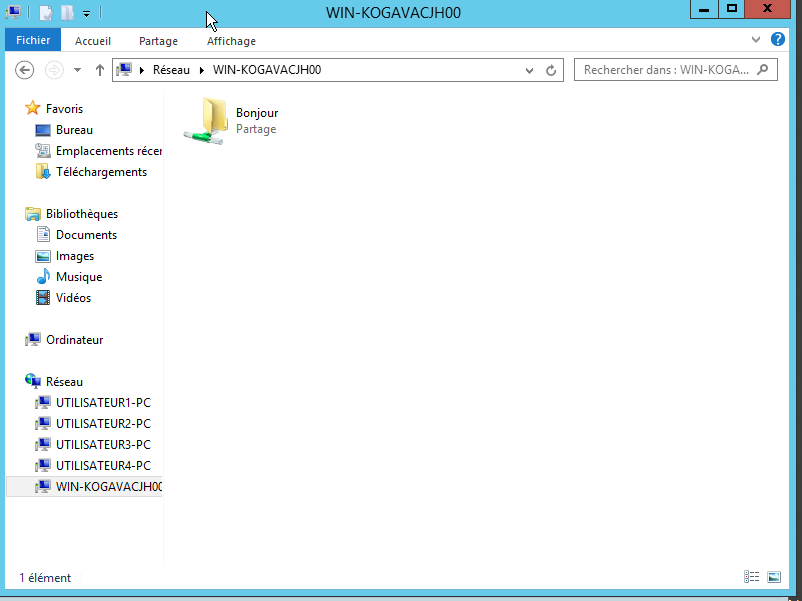 WIN-KOGAVACJH00
Fichier Accueil Partage Affichage
Réseau WIN-KOGAVACJH00 Rechercher dans : WIN-KOGA...
Favoris
Bureau
Emplacements récer
Téléchargements
Bibliothèques
Documents
Images
Musique
Vidéos
Ordinateur
Réseau
UTILISATEUR1-PC
UTILISATEUR2-PC
UTILISATEUR3-PC
UTILISATEUR4-PC
WIN-KOGAVACJH00
Bonjour
Partage
1 élément